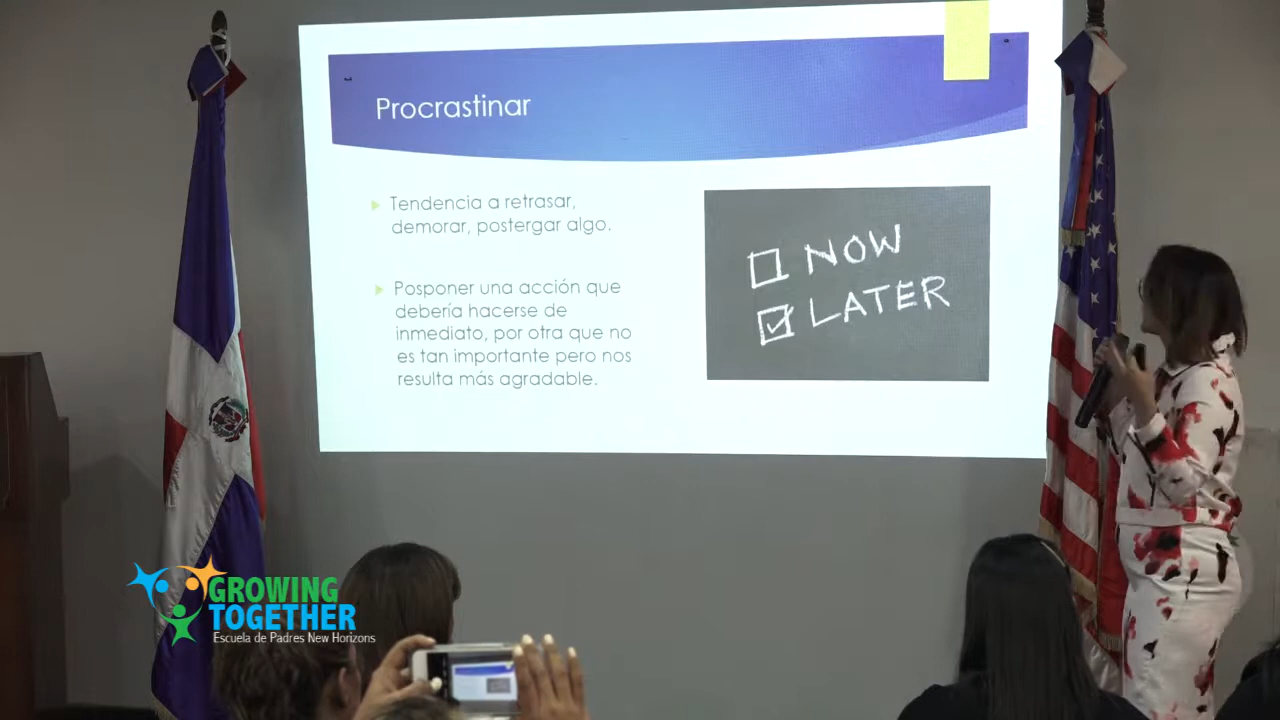 Procrastinar
Tendencia a retrasar,
demorar, postergar algo.
Posponer una acción que
debería hacerse de
inmediato, por otra que no
es tan importante pero nos
resulta más agradable.
NOW
LATER
GROWING
TOGETHER
Escuela de Padres New Horizons